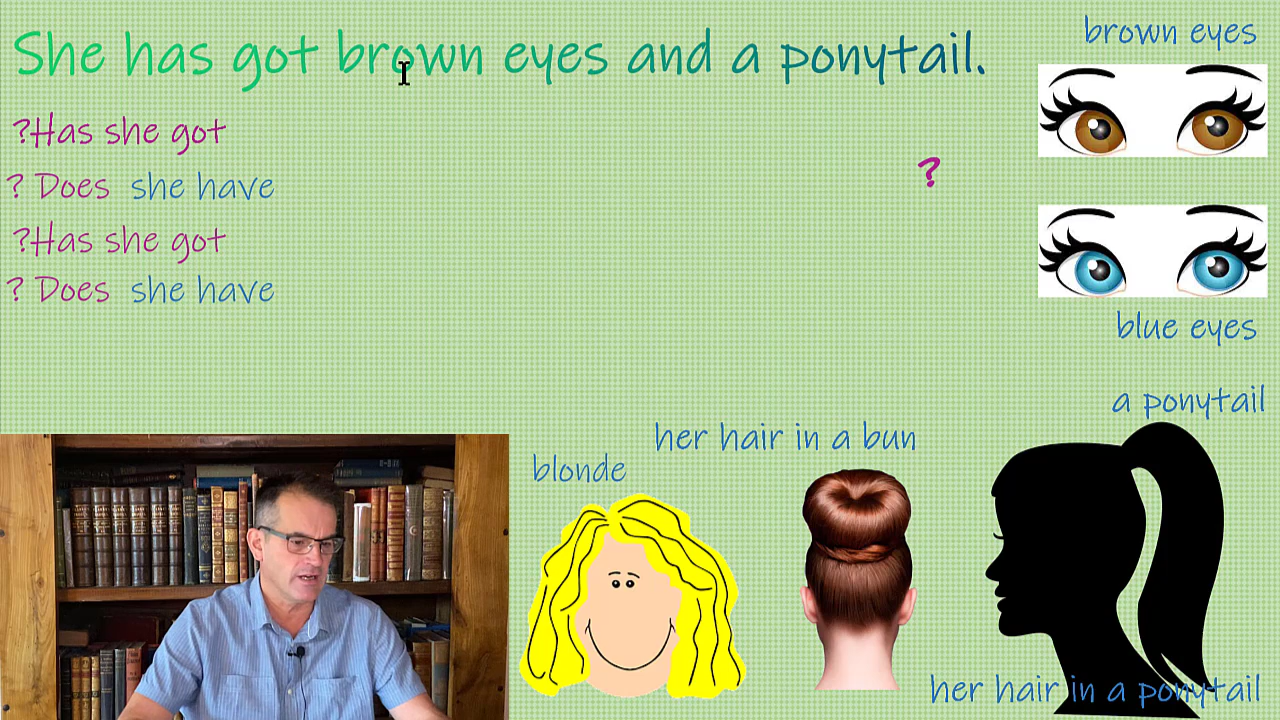 She has got brown eyes and a ponytail.
?Has she got
? Does she have
?Has she got
? Does she have
?
brown eyes
blue eyes
a ponytail
her hair in a bun
blonde
her hair in a ponytail